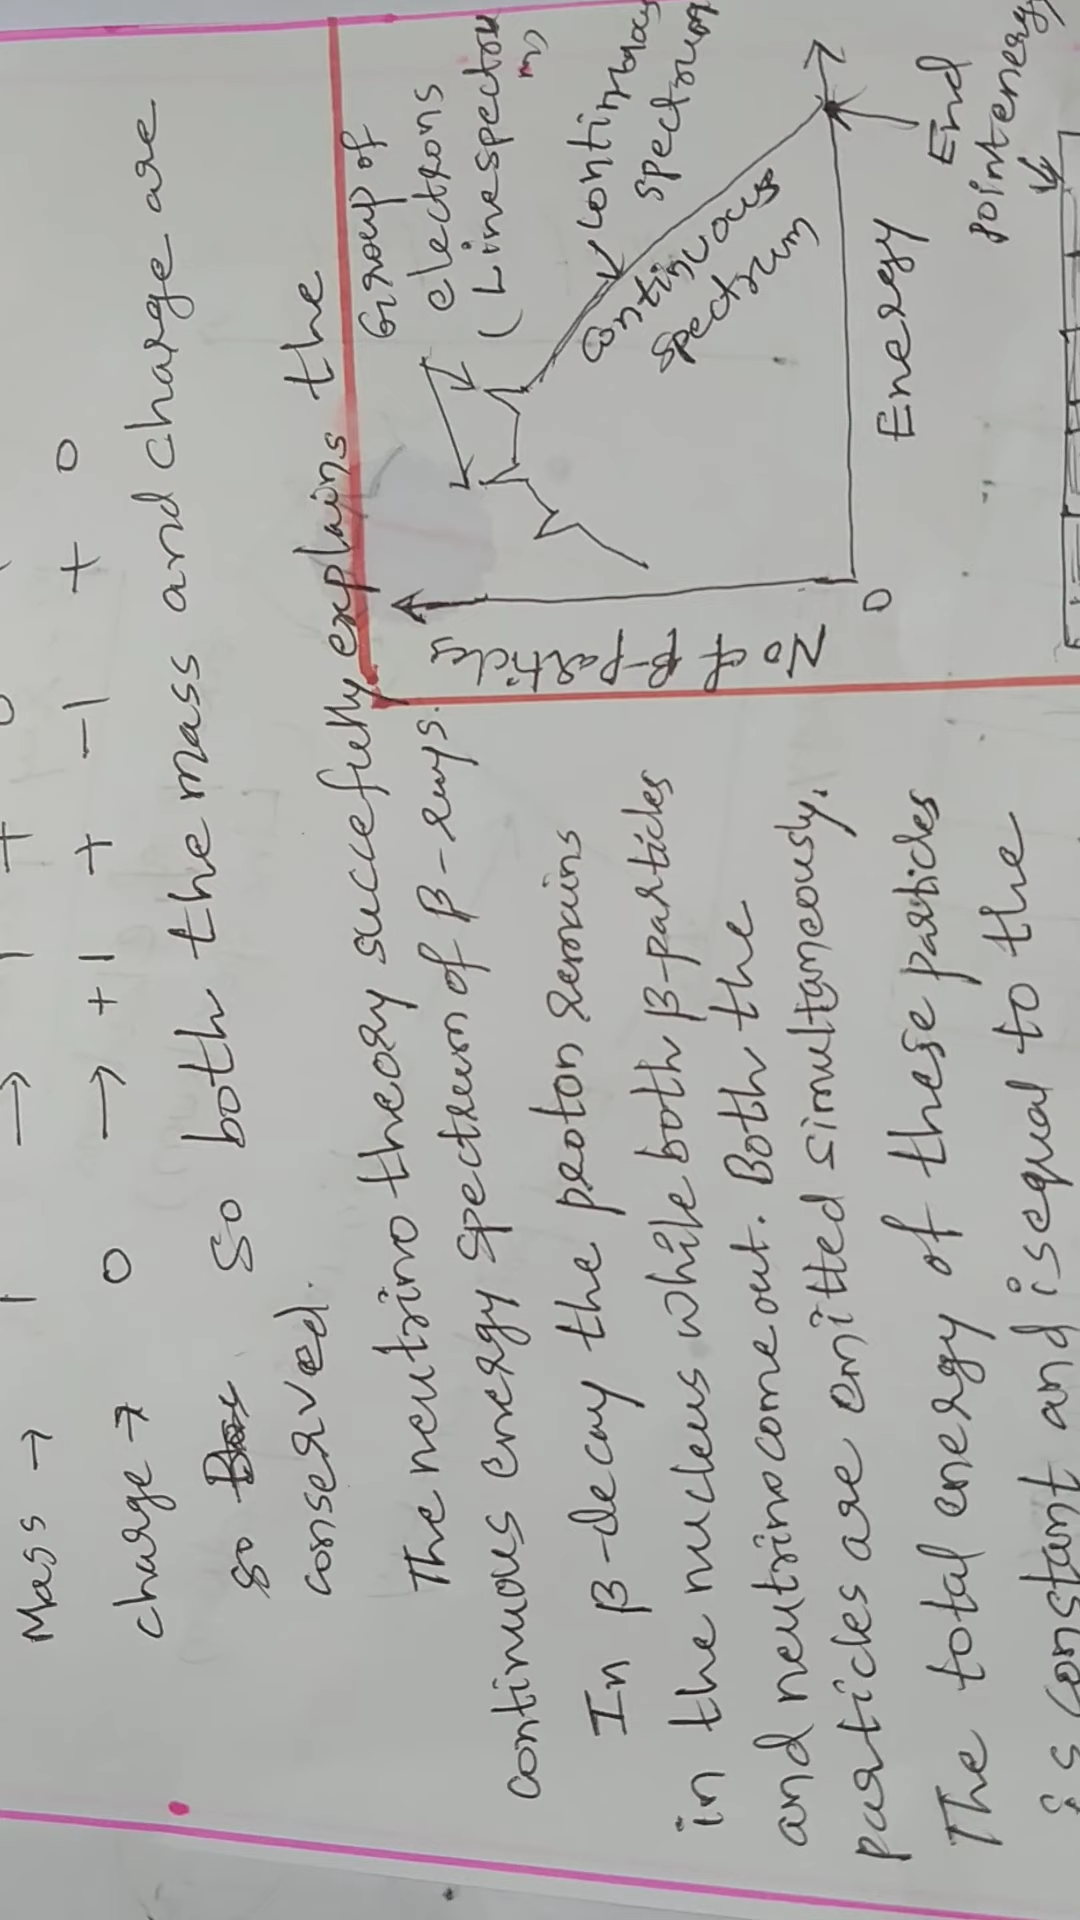 Mass → 1 → 1 + 0
charge → 0 → +1 + -1 + 0
so So both the mass and charge are
conserved.
The neutrino theory succefully explains the
continuous energy spectrum of β-rays.
In β-decay the proton remains
in the nucleus while both β-particles
and neutrino come out. Both the
particles are emitted simultaneously.
The total energy of these particles
is constant and is equal to the
Group of
electrons
(Line spectru
m)
continuous
spectrum
continuous
spectrum
No of β-particles
0
Energy
End
point energy